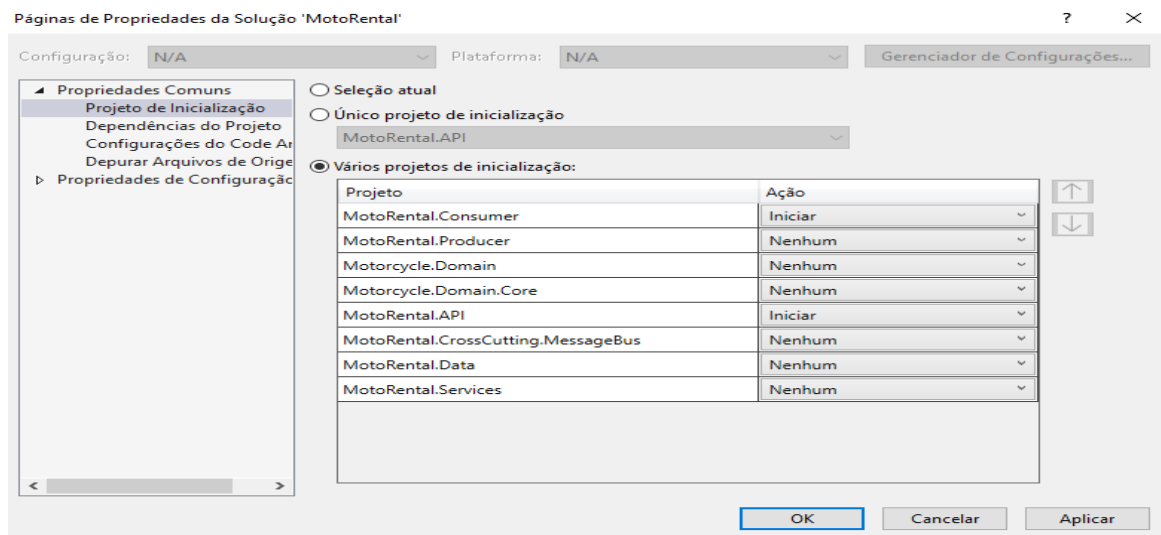 Páginas de Propriedades da Solução 'MotoRental'
? ×
Configuração: N/A Plataforma: N/A Gerenciador de Configurações...
Propriedades Comuns
Projeto de Inicialização
Dependências do Projeto
Configurações do Code Ar
Depurar Arquivos de Orige
Propriedades de Configuraçãc
Seleção atual
Único projeto de inicialização
MotoRental.API
Vários projetos de inicialização:
Projeto Ação
MotoRental.Consumer Iniciar
MotoRental.Producer Nenhum
Motorcycle.Domain Nenhum
Motorcycle.Domain.Core Nenhum
MotoRental.API Iniciar
MotoRental.CrossCutting.MessageBus Nenhum
MotoRental.Data Nenhum
MotoRental.Services Nenhum
OK Cancelar Aplicar